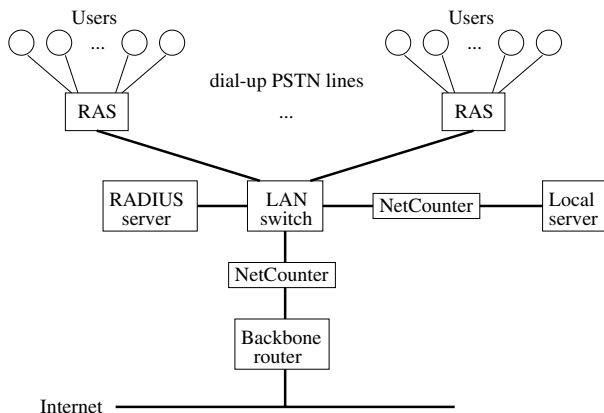 Users
Users
...
...
dial-up PSTN lines
RAS
...
RAS
RADIUS
server
LAN
switch
NetCounter
Local
server
NetCounter
Backbone
router
Internet